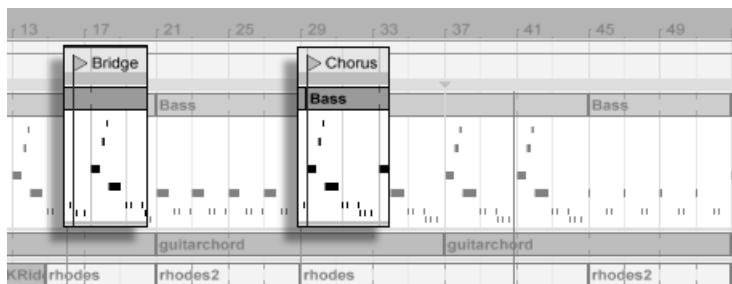 13 17 21 25 29 33 37 41 45 49
Bridge Chorus
Bass Bass Bass
guitarchord guitarchord
KRid rhodes rhodes2 rhodes rhodes2